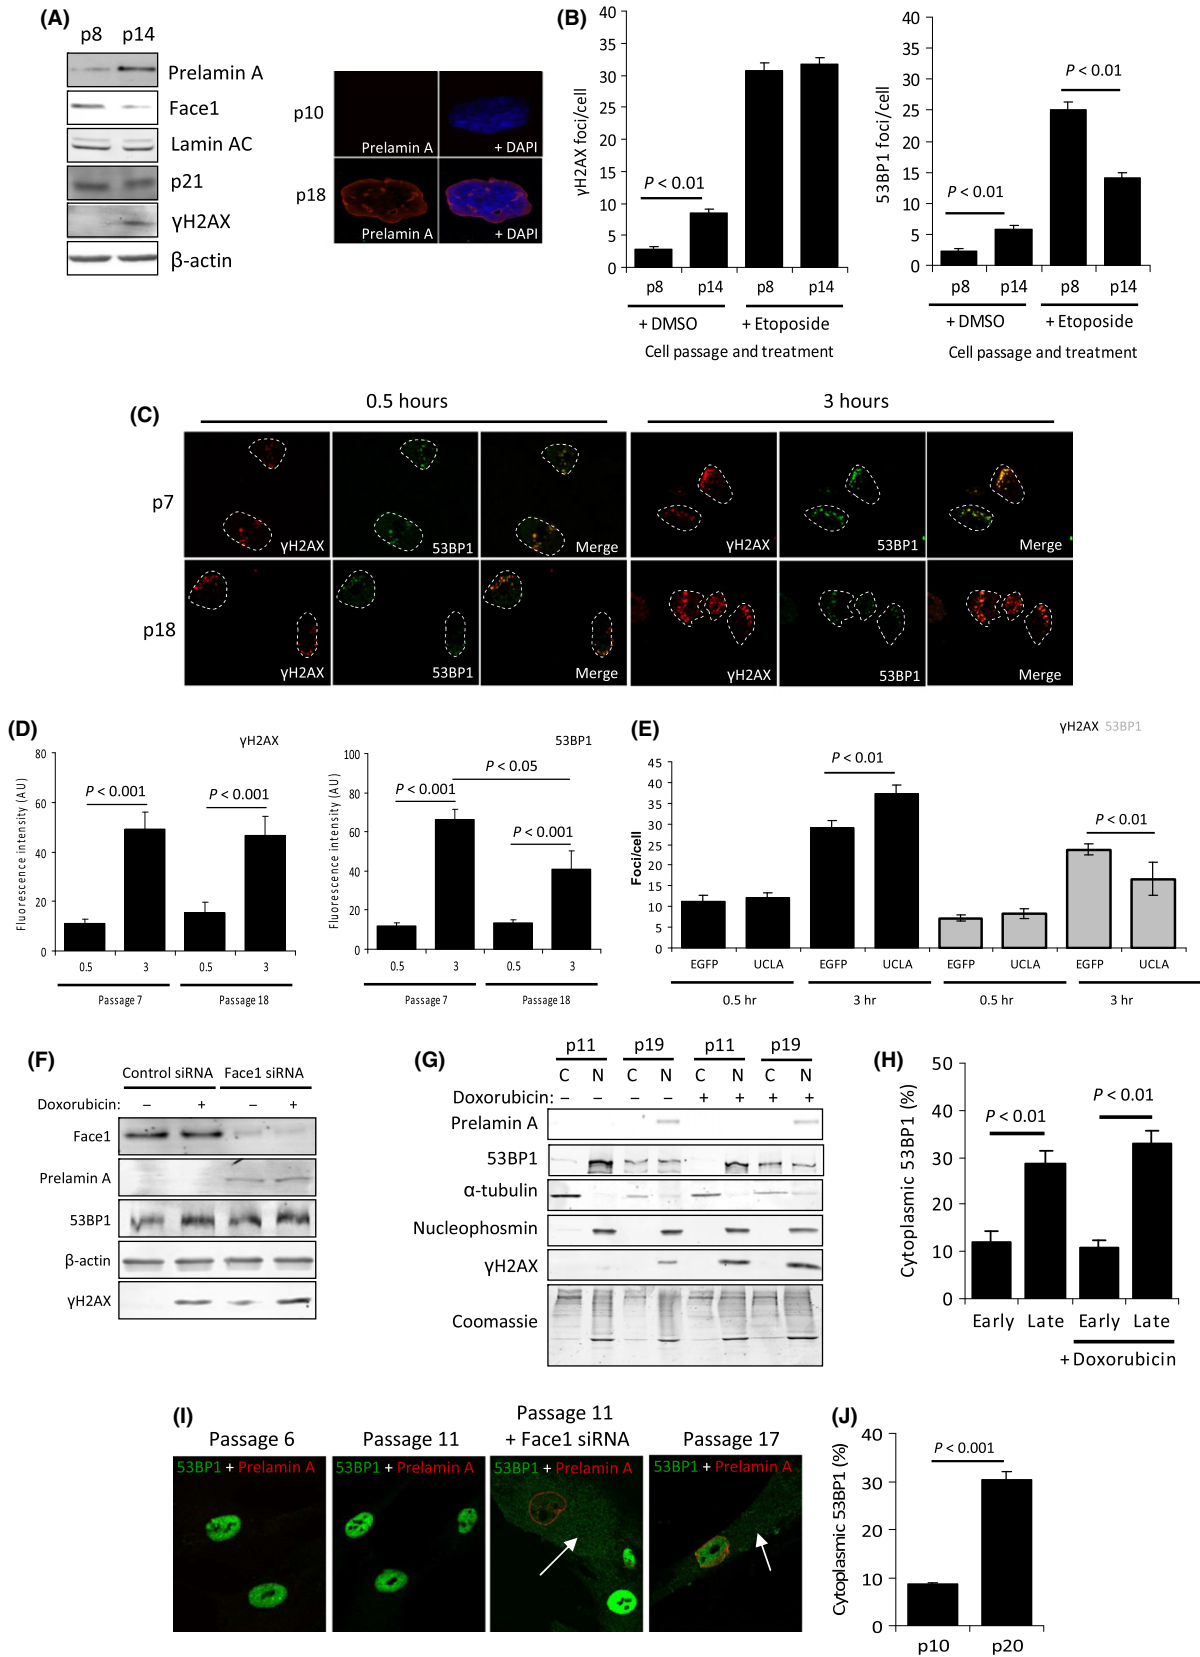 (A)
p8 p14
Prelamin A
Face1
Lamin AC
p21
γH2AX
β-actin
p10
Prelamin A
+ DAPI
p18
Prelamin A
+ DAPI
(B)
γH2AX foci/cell
40
35
30
25
20
15
10
5
0
P < 0.01
p8 p14 p8 p14
+ DMSO + Etoposide
Cell passage and treatment
53BP1 foci/cell
40
35
30
25
20
15
10
5
0
P < 0.01
P < 0.01
p8 p14 p8 p14
+ DMSO + Etoposide
Cell passage and treatment
(C)
0.5 hours 3 hours
p7
γH2AX 53BP1 Merge γH2AX 53BP1 Merge
p18
γH2AX 53BP1 Merge γH2AX 53BP1 Merge
(D)
γH2AX
Fluorescence intensity (AU)
80
60
40
20
0
P < 0.001
P < 0.001
0.5 3 0.5 3
Passage 7 Passage 18
53BP1
Fluorescence intensity (AU)
100
80
60
40
20
0
P < 0.05
P < 0.001
P < 0.001
0.5 3 0.5 3
Passage 7 Passage 18
(E)
γH2AX 53BP1
Foci/cell
45
40
35
30
25
20
15
10
5
0
P < 0.01
P < 0.01
EGFP UCLA EGFP UCLA EGFP UCLA EGFP UCLA
0.5 hr 3 hr 0.5 hr 3 hr
(F)
Control siRNA Face1 siRNA
Doxorubicin: – + – +
Face1
Prelamin A
53BP1
β-actin
γH2AX
(G)
p11 p19 p11 p19
C N C N C N C N
Doxorubicin: – – – – + + + +
Prelamin A
53BP1
α-tubulin
Nucleophosmin
γH2AX
Coomassie
(H)
Cytoplasmic 53BP1 (%)
50
40
30
20
10
0
P < 0.01
P < 0.01
Early Late Early Late
+ Doxorubicin
(I)
Passage 6
Passage 11
Passage 11
+ Face1 siRNA
Passage 17
53BP1 + Prelamin A
53BP1 + Prelamin A
53BP1 + Prelamin A
53BP1 + Prelamin A
(J)
Cytoplasmic 53BP1 (%)
40
30
20
10
0
P < 0.001
p10 p20